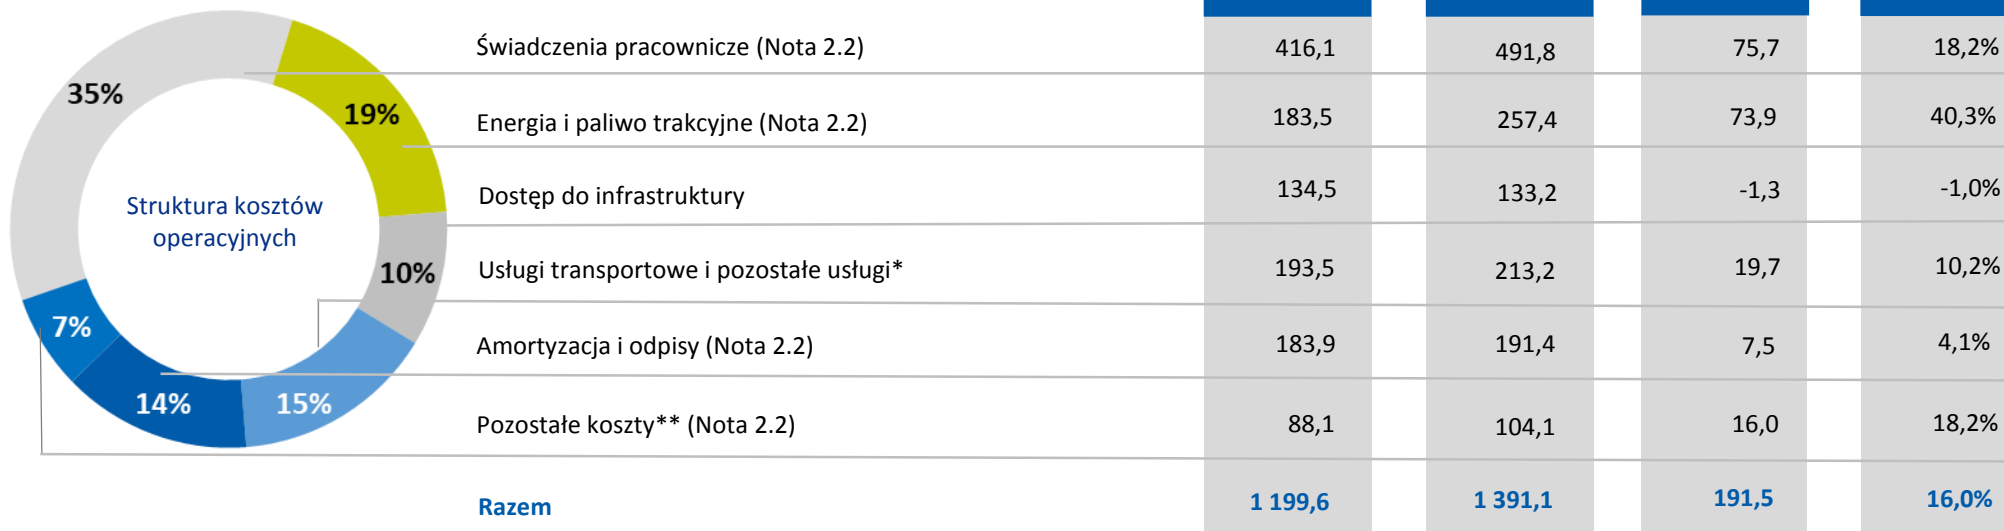 35%
19%
10%
15%
14%
7%
Struktura kosztów
operacyjnych
Świadczenia pracownicze (Nota 2.2) 416,1 491,8 75,7 18,2%
Energia i paliwo trakcyjne (Nota 2.2) 183,5 257,4 73,9 40,3%
Dostęp do infrastruktury 134,5 133,2 -1,3 -1,0%
Usługi transportowe i pozostałe usługi* 193,5 213,2 19,7 10,2%
Amortyzacja i odpisy (Nota 2.2) 183,9 191,4 7,5 4,1%
Pozostałe koszty** (Nota 2.2) 88,1 104,1 16,0 18,2%
Razem 1 199,6 1 391,1 191,5 16,0%